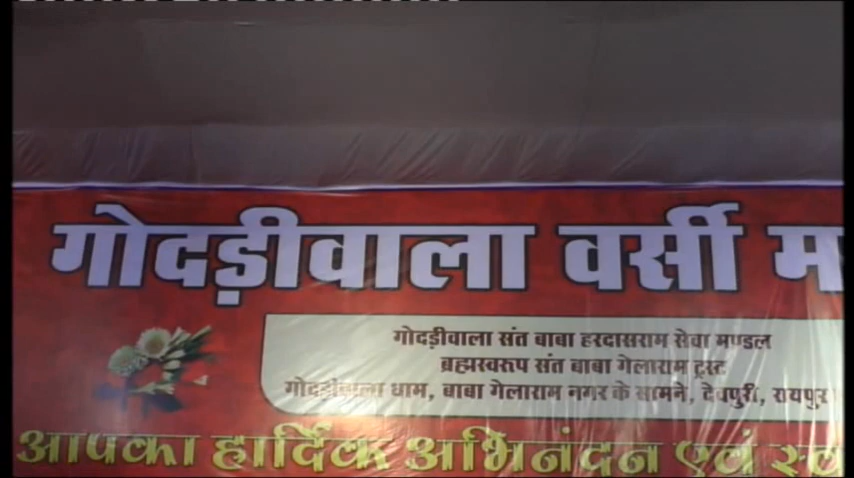 गोदड़ीवाला वर्सी म
गोदड़ीवाला संत बाबा हरदासराम सेवा मण्डल
ब्रह्मस्वरूप संत बाबा गेलाराम ट्रस्ट
गोदड़ीवाला धाम, बाबा गेलाराम नगर के सामने, देवपुरी, रायपुर
आपका हार्दिक अभिनंदन एवं स्व